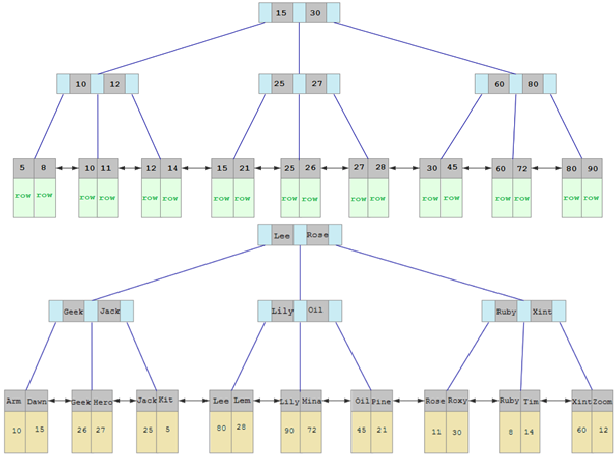 15 30
10 12 25 27 60 80
5 8 10 11 12 14 15 21 25 26 27 28 30 45 60 72 80 90
row row row row row row row row row row row row row row row row row row
Lee Rose
Geek Jack Lily Oil Ruby Xint
Arm Dawn Geek Hero Jack Kit Lee Lem Lily Mina Oil Pine Rose Roxy Ruby Tim Xint Zoom
10 15 26 27 25 5 80 28 90 72 45 21 11 30 8 14 60 12